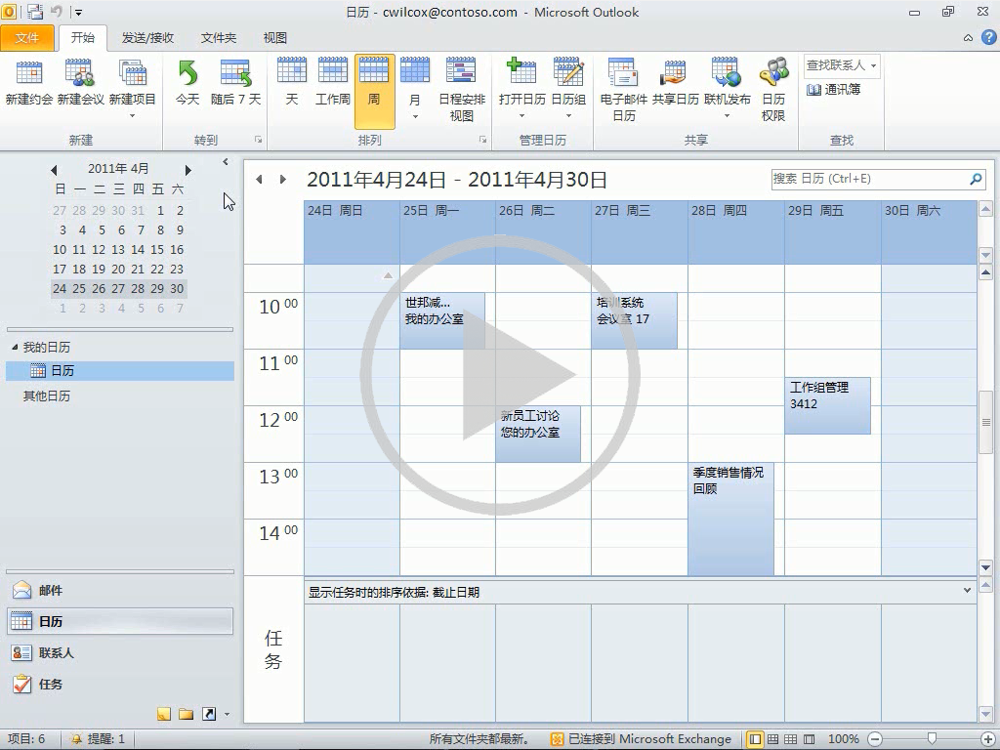 日历 - cwilcox@contoso.com - Microsoft Outlook
文件 开始 发送/接收 文件夹 视图
新建约会 新建会议 新建项目 今天 随后 7 天 天 工作周 周 月 日程安排视图 打开日历 日历组 电子邮件日历 共享日历 联机发布 日历权限 查找联系人
通讯簿
新建 转到 排列 管理日历 共享 查找
2011年 4月
日 一 二 三 四 五 六
27 28 29 30 31 1 2
3 4 5 6 7 8 9
10 11 12 13 14 15 16
17 18 19 20 21 22 23
24 25 26 27 28 29 30
1 2 3 4 5 6 7
我的日历
日历
其他日历
邮件
日历
联系人
任务
2011年4月24日 - 2011年4月30日
搜索 日历 (Ctrl+E)
24日 周日 25日 周一 26日 周二 27日 周三 28日 周四 29日 周五 30日 周六
10 00
11 00
12 00
13 00
14 00
世邦减...
我的办公室
培训系统
会议室 17
工作组管理
3412
新员工讨论
您的办公室
季度销售情况
回顾
显示任务时的排序依据: 截止日期
任
务
项目: 6 提醒: 1 所有文件夹都最新。 已连接到 Microsoft Exchange 100%